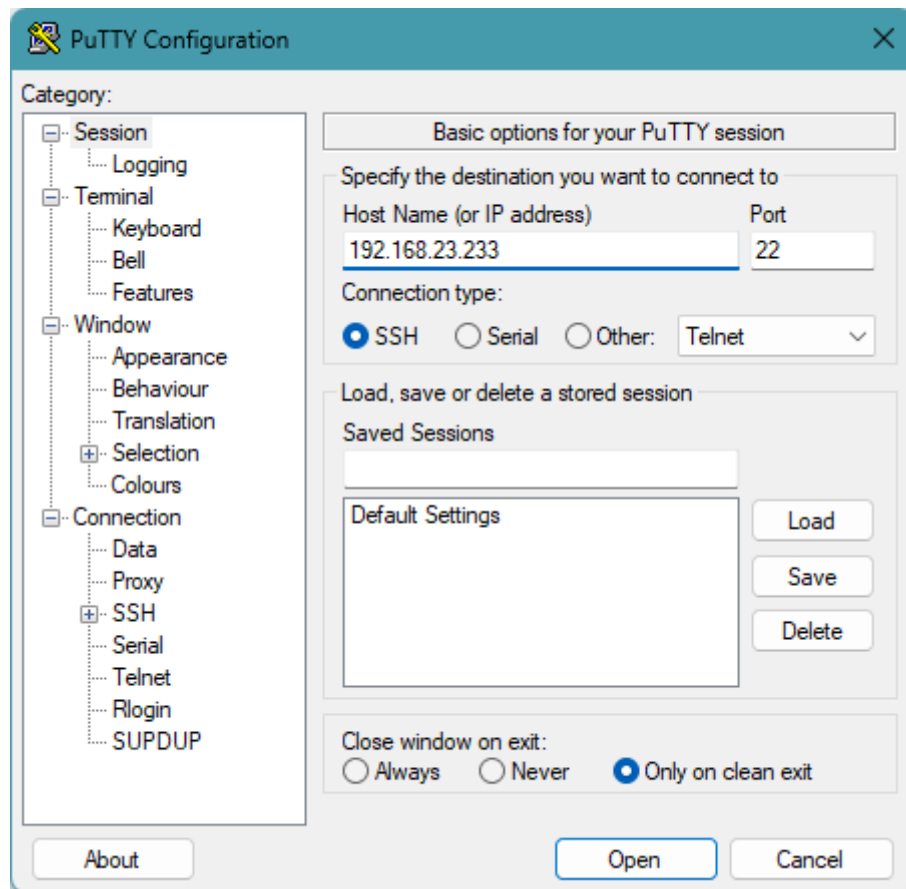 PuTTY Configuration
Category:
Session
Logging
Terminal
Keyboard
Bell
Features
Window
Appearance
Behaviour
Translation
Selection
Colours
Connection
Data
Proxy
SSH
Serial
Telnet
Rlogin
SUPDUP
Basic options for your PuTTY session
Specify the destination you want to connect to
Host Name (or IP address) Port
192.168.23.233 22
Connection type:
SSH Serial Other: Telnet
Load, save or delete a stored session
Saved Sessions
Default Settings
Load
Save
Delete
Close window on exit:
Always Never Only on clean exit
About Open Cancel